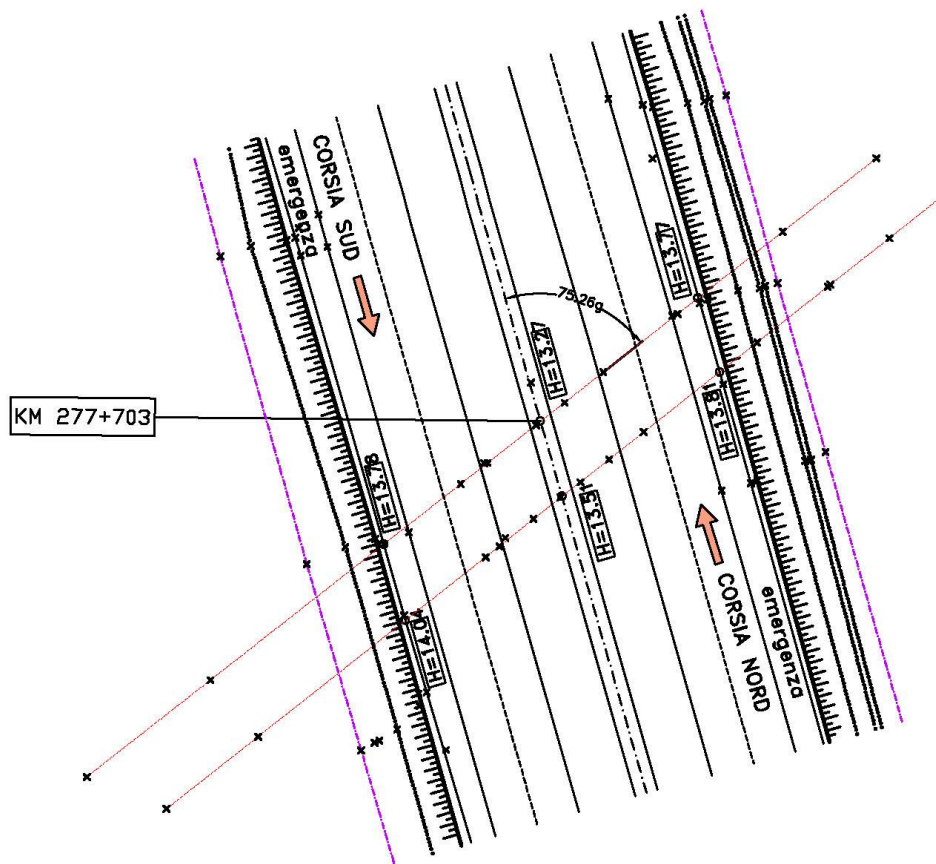 CORSIA SUD
emergenza
H=13.77
75.26g
H=13.27
KM 277+703
H=13.81
H=13.78
H=13.51
H=14.04
CORSIA NORD
emergenza